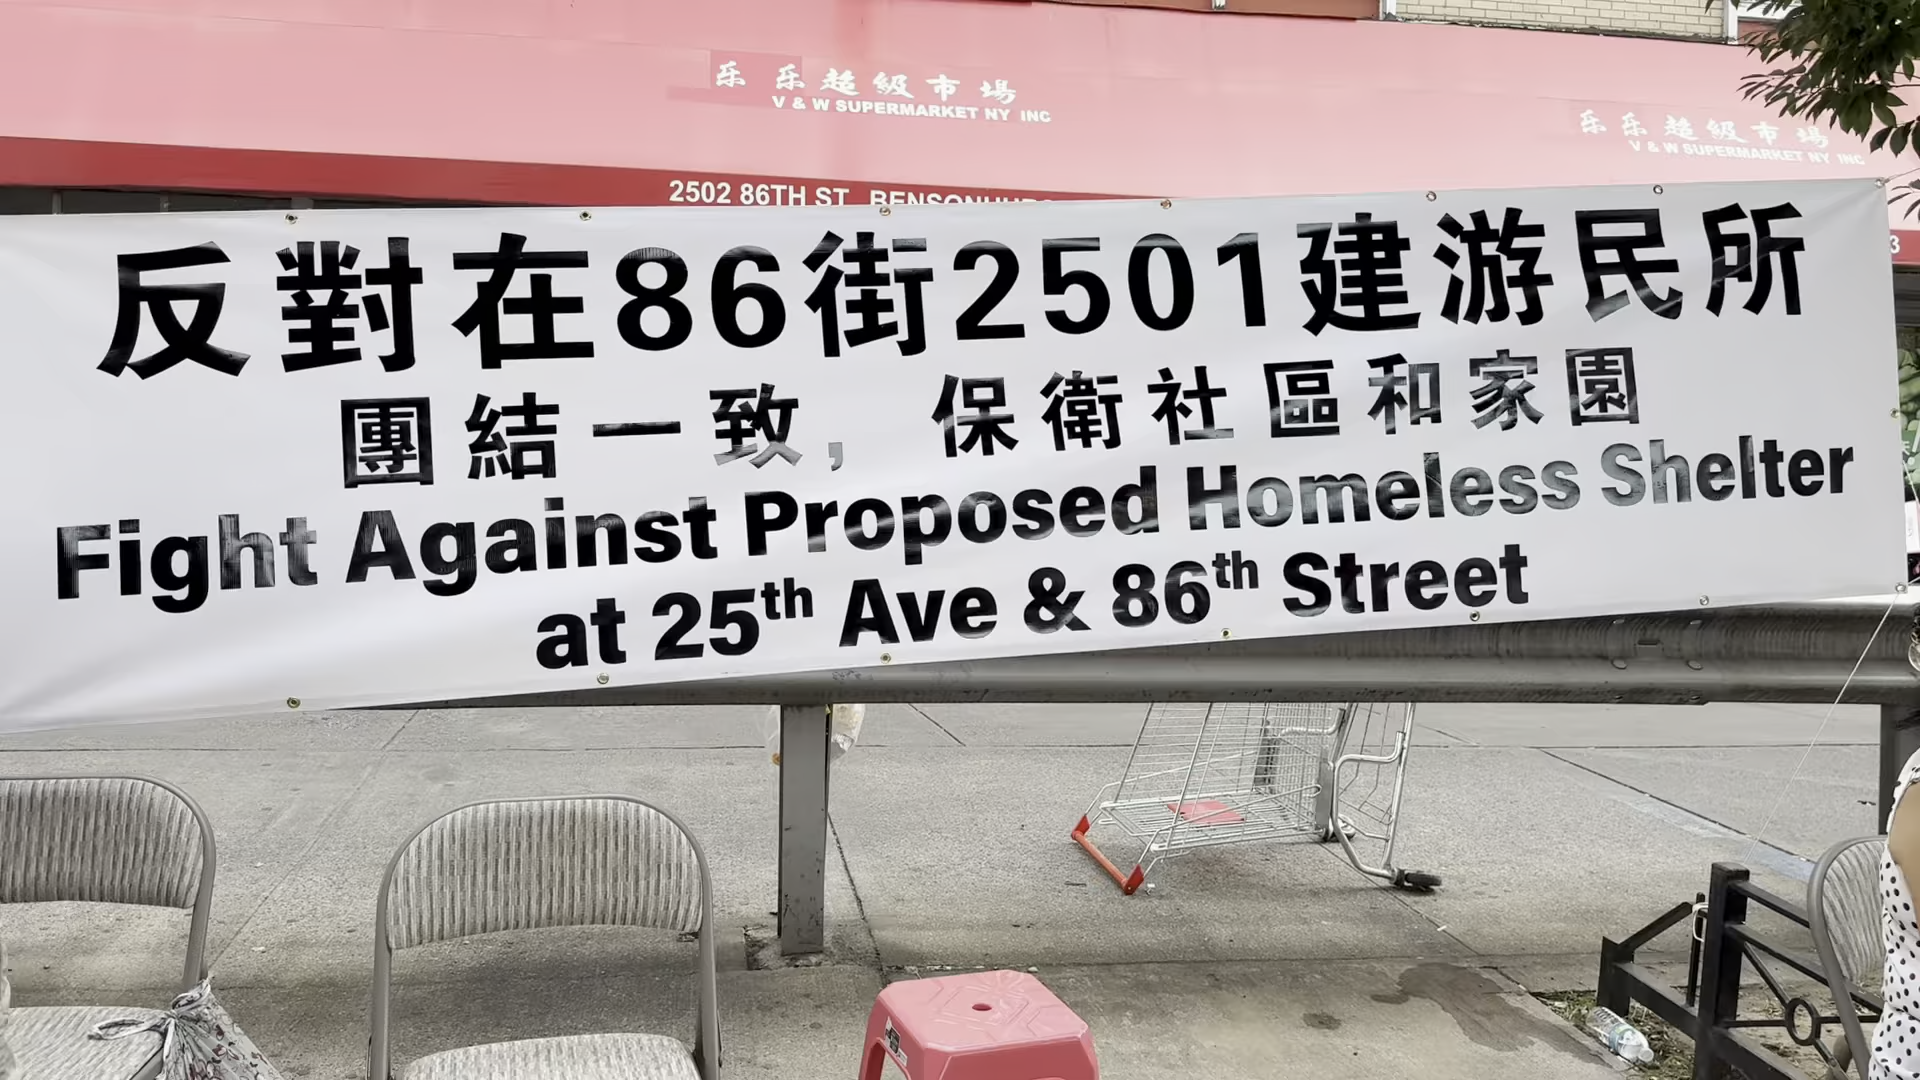 乐乐超級市場
V & W SUPERMARKET NY INC
乐乐超級市場
V & W SUPERMARKET NY INC
2502 86TH ST
反對在86街2501建游民所
團結一致，保衛社區和家園
Fight Against Proposed Homeless Shelter
at 25th Ave & 86th Street